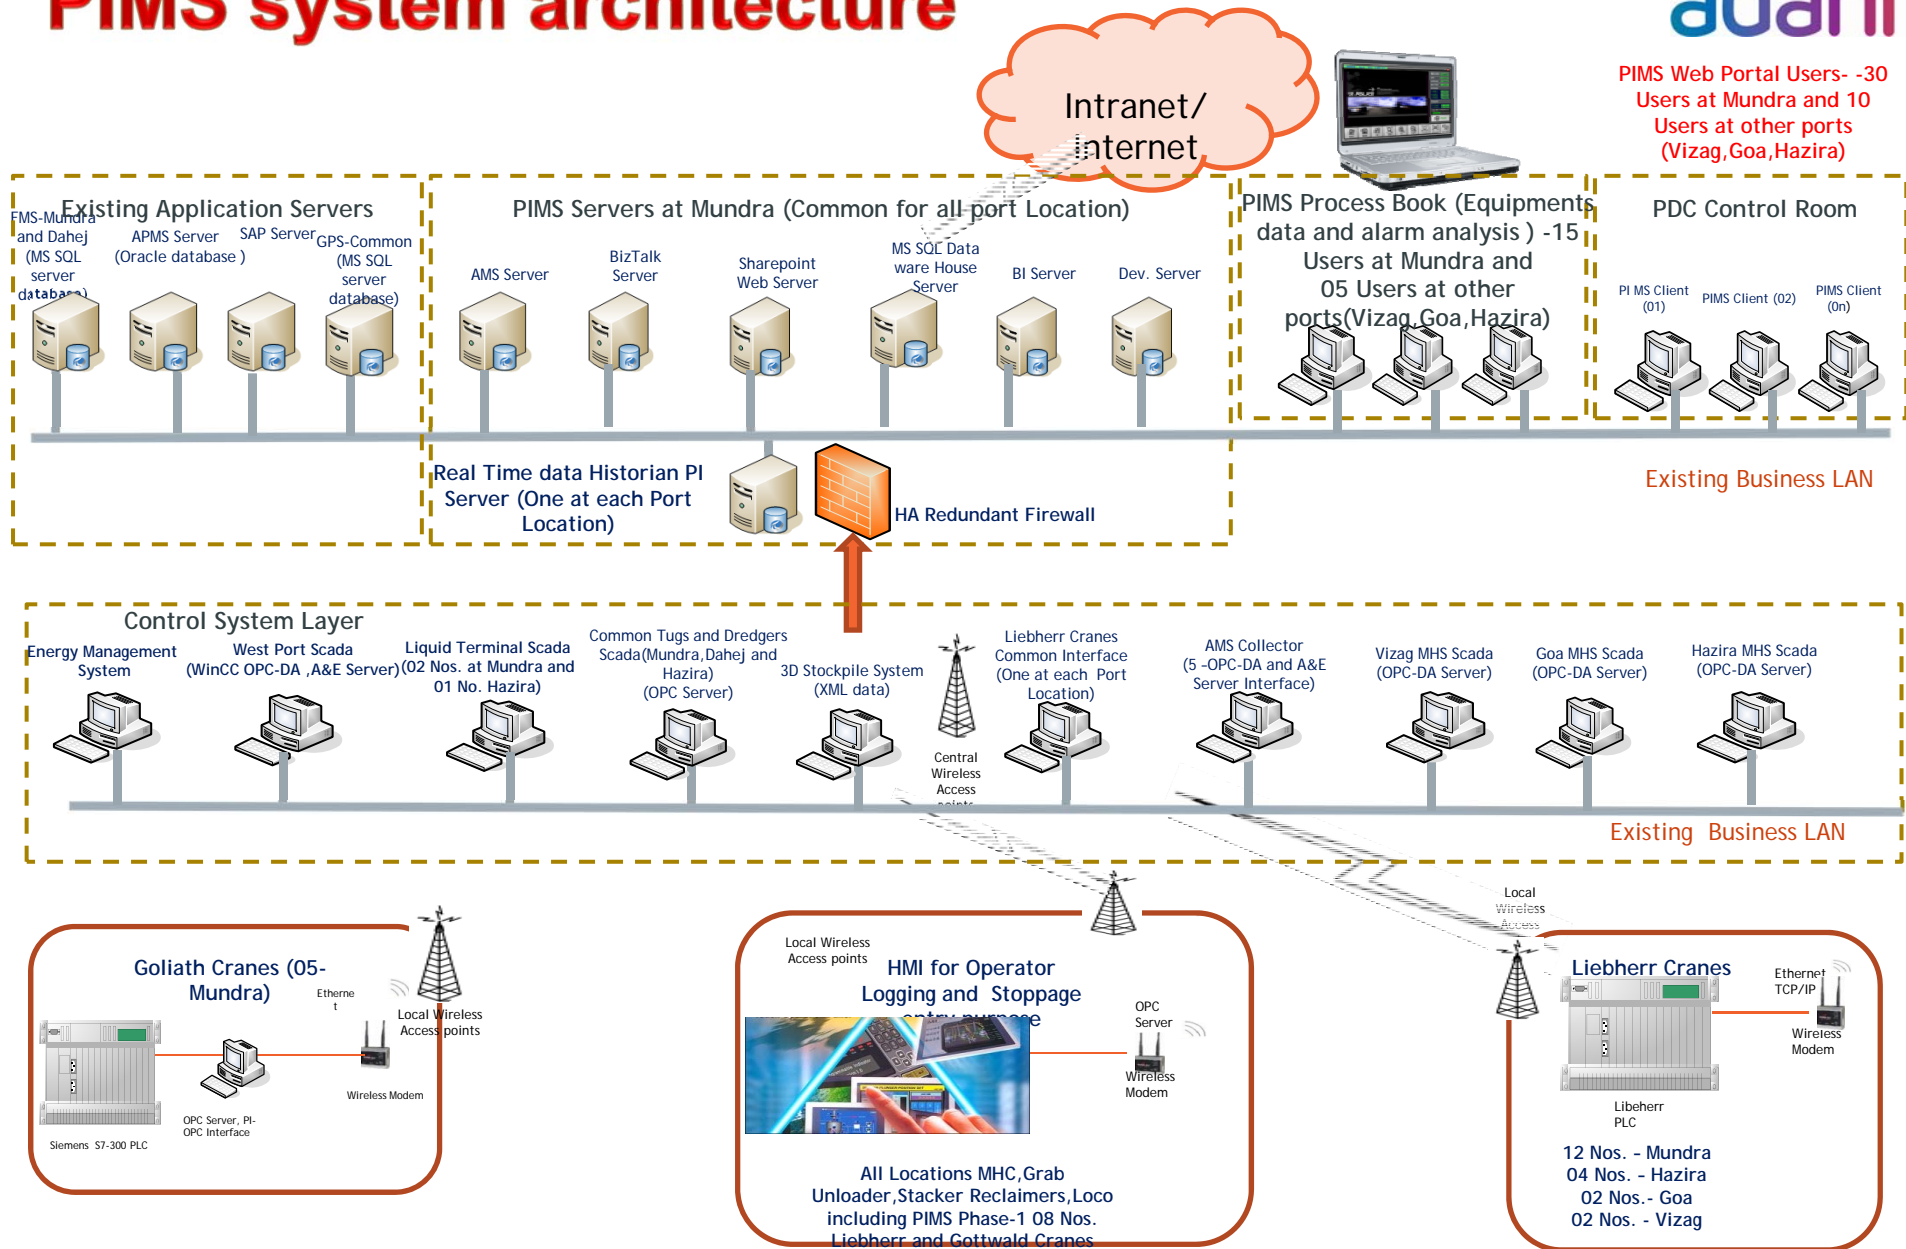 PIMS system architecture
adani
PIMS Web Portal Users- -30
Users at Mundra and 10
Users at other ports
(Vizag,Goa,Hazira)
Intranet/
internet
Existing Application Servers
FMS-Mundra
and Dahej
(MS SQL
server
database)
APMS Server
(Oracle database )
SAP Server
GPS-Common
(MS SQL
server
database)
PIMS Servers at Mundra (Common for all port Location)
AMS Server
BizTalk
Server
Sharepoint
Web Server
MS SQL Data
ware House
Server
BI Server
Dev. Server
PIMS Process Book (Equipments
data and alarm analysis ) -15
Users at Mundra and
05 Users at other
ports(Vizag,Goa,Hazira)
PDC Control Room
PI MS Client
(01)
PIMS Client (02)
PIMS Client
(0n)
Real Time data Historian PI
Server (One at each Port
Location)
HA Redundant Firewall
Existing Business LAN
Control System Layer
Energy Management
System
West Port Scada
(WinCC OPC-DA ,A&E Server)
Liquid Terminal Scada
(02 Nos. at Mundra and
01 No. Hazira)
Common Tugs and Dredgers
Scada(Mundra,Dahej and
Hazira)
(OPC Server)
3D Stockpile System
(XML data)
Central
Wireless
Access
points
Liebherr Cranes
Common Interface
(One at each Port
Location)
AMS Collector
(5 -OPC-DA and A&E
Server Interface)
Vizag MHS Scada
(OPC-DA Server)
Goa MHS Scada
(OPC-DA Server)
Hazira MHS Scada
(OPC-DA Server)
Existing Business LAN
Goliath Cranes (05-
Mundra)
Etherne
t
Local Wireless
Access points
Wireless Modem
OPC Server, PI-
OPC Interface
Siemens S7-300 PLC
Local Wireless
Access points
HMI for Operator
Logging and Stoppage
entry purpose
OPC
Server
Wireless
Modem
All Locations MHC,Grab
Unloader,Stacker Reclaimers,Loco
including PIMS Phase-1 08 Nos.
Liebherr and Gottwald Cranes
Local
Wireless
Access
Liebherr Cranes
Ethernet
TCP/IP
Wireless
Modem
Libeherr
PLC
12 Nos. - Mundra
04 Nos. - Hazira
02 Nos.- Goa
02 Nos. - Vizag